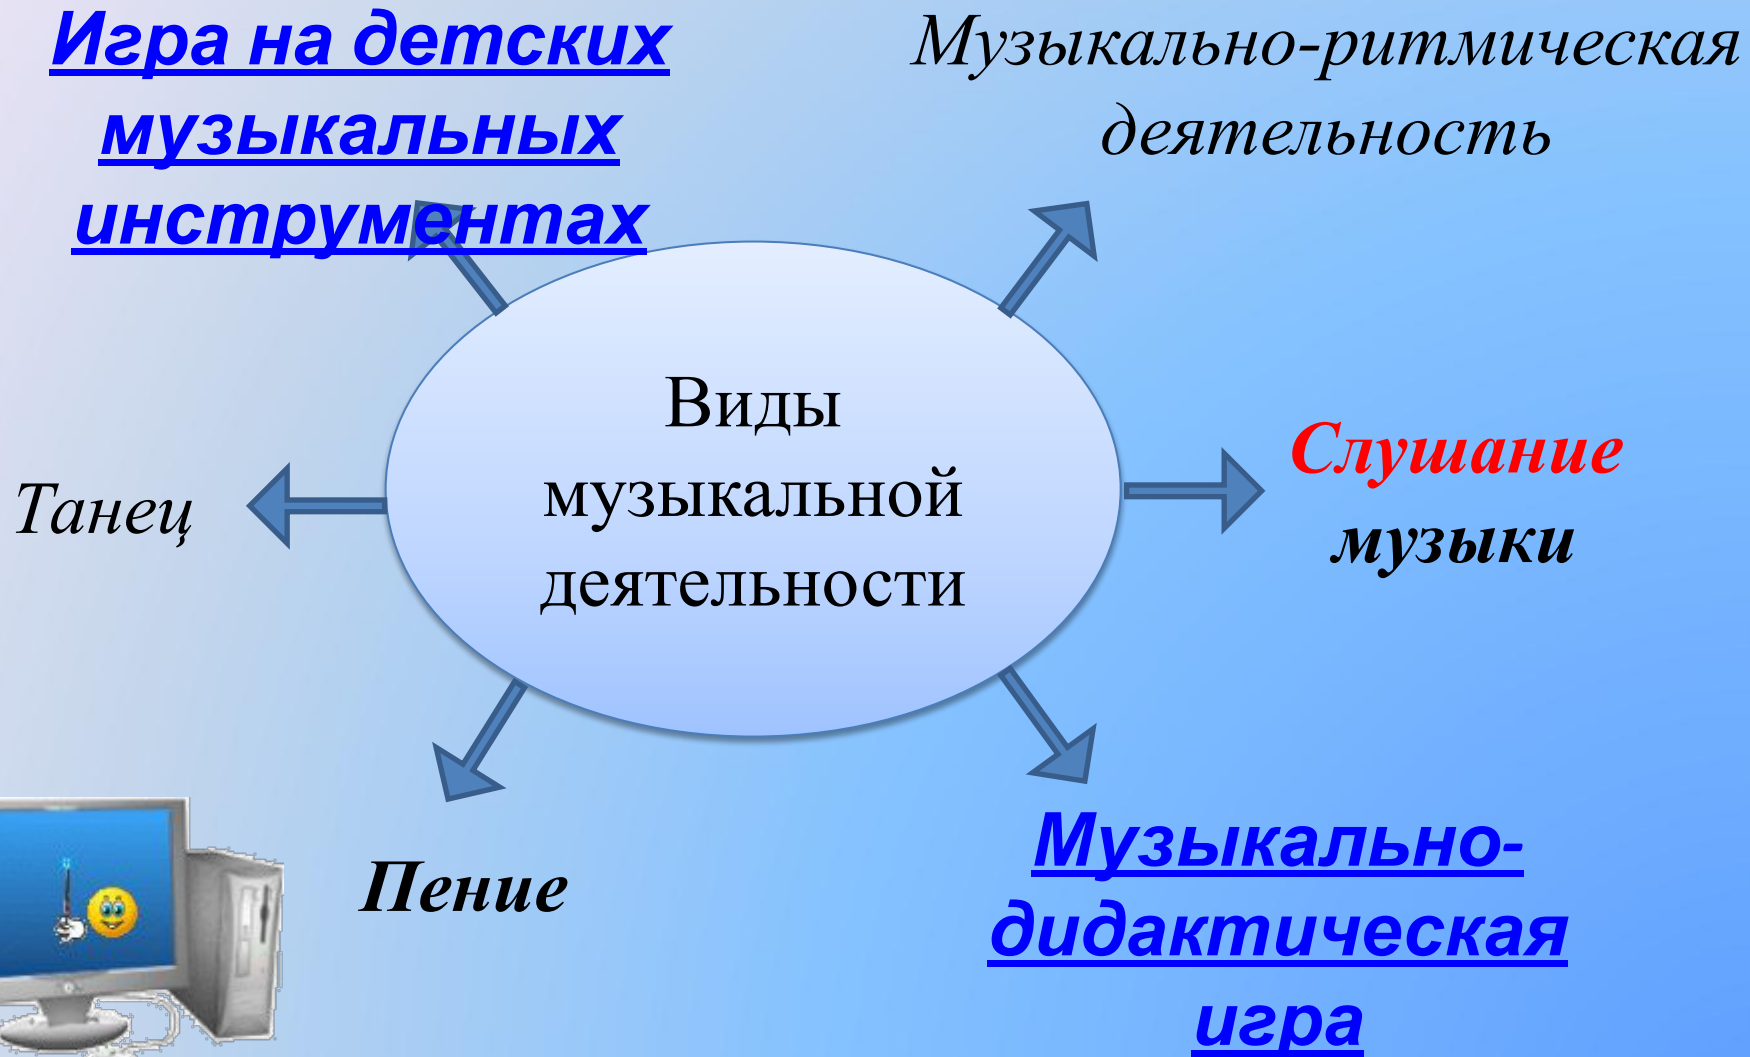 Игра на детских
музыкальных
инструментах
Музыкально-ритмическая
деятельность
Виды
музыкальной
деятельности
Танец
Слушание
музыки
Пение
Музыкально-
дидактическая
игра